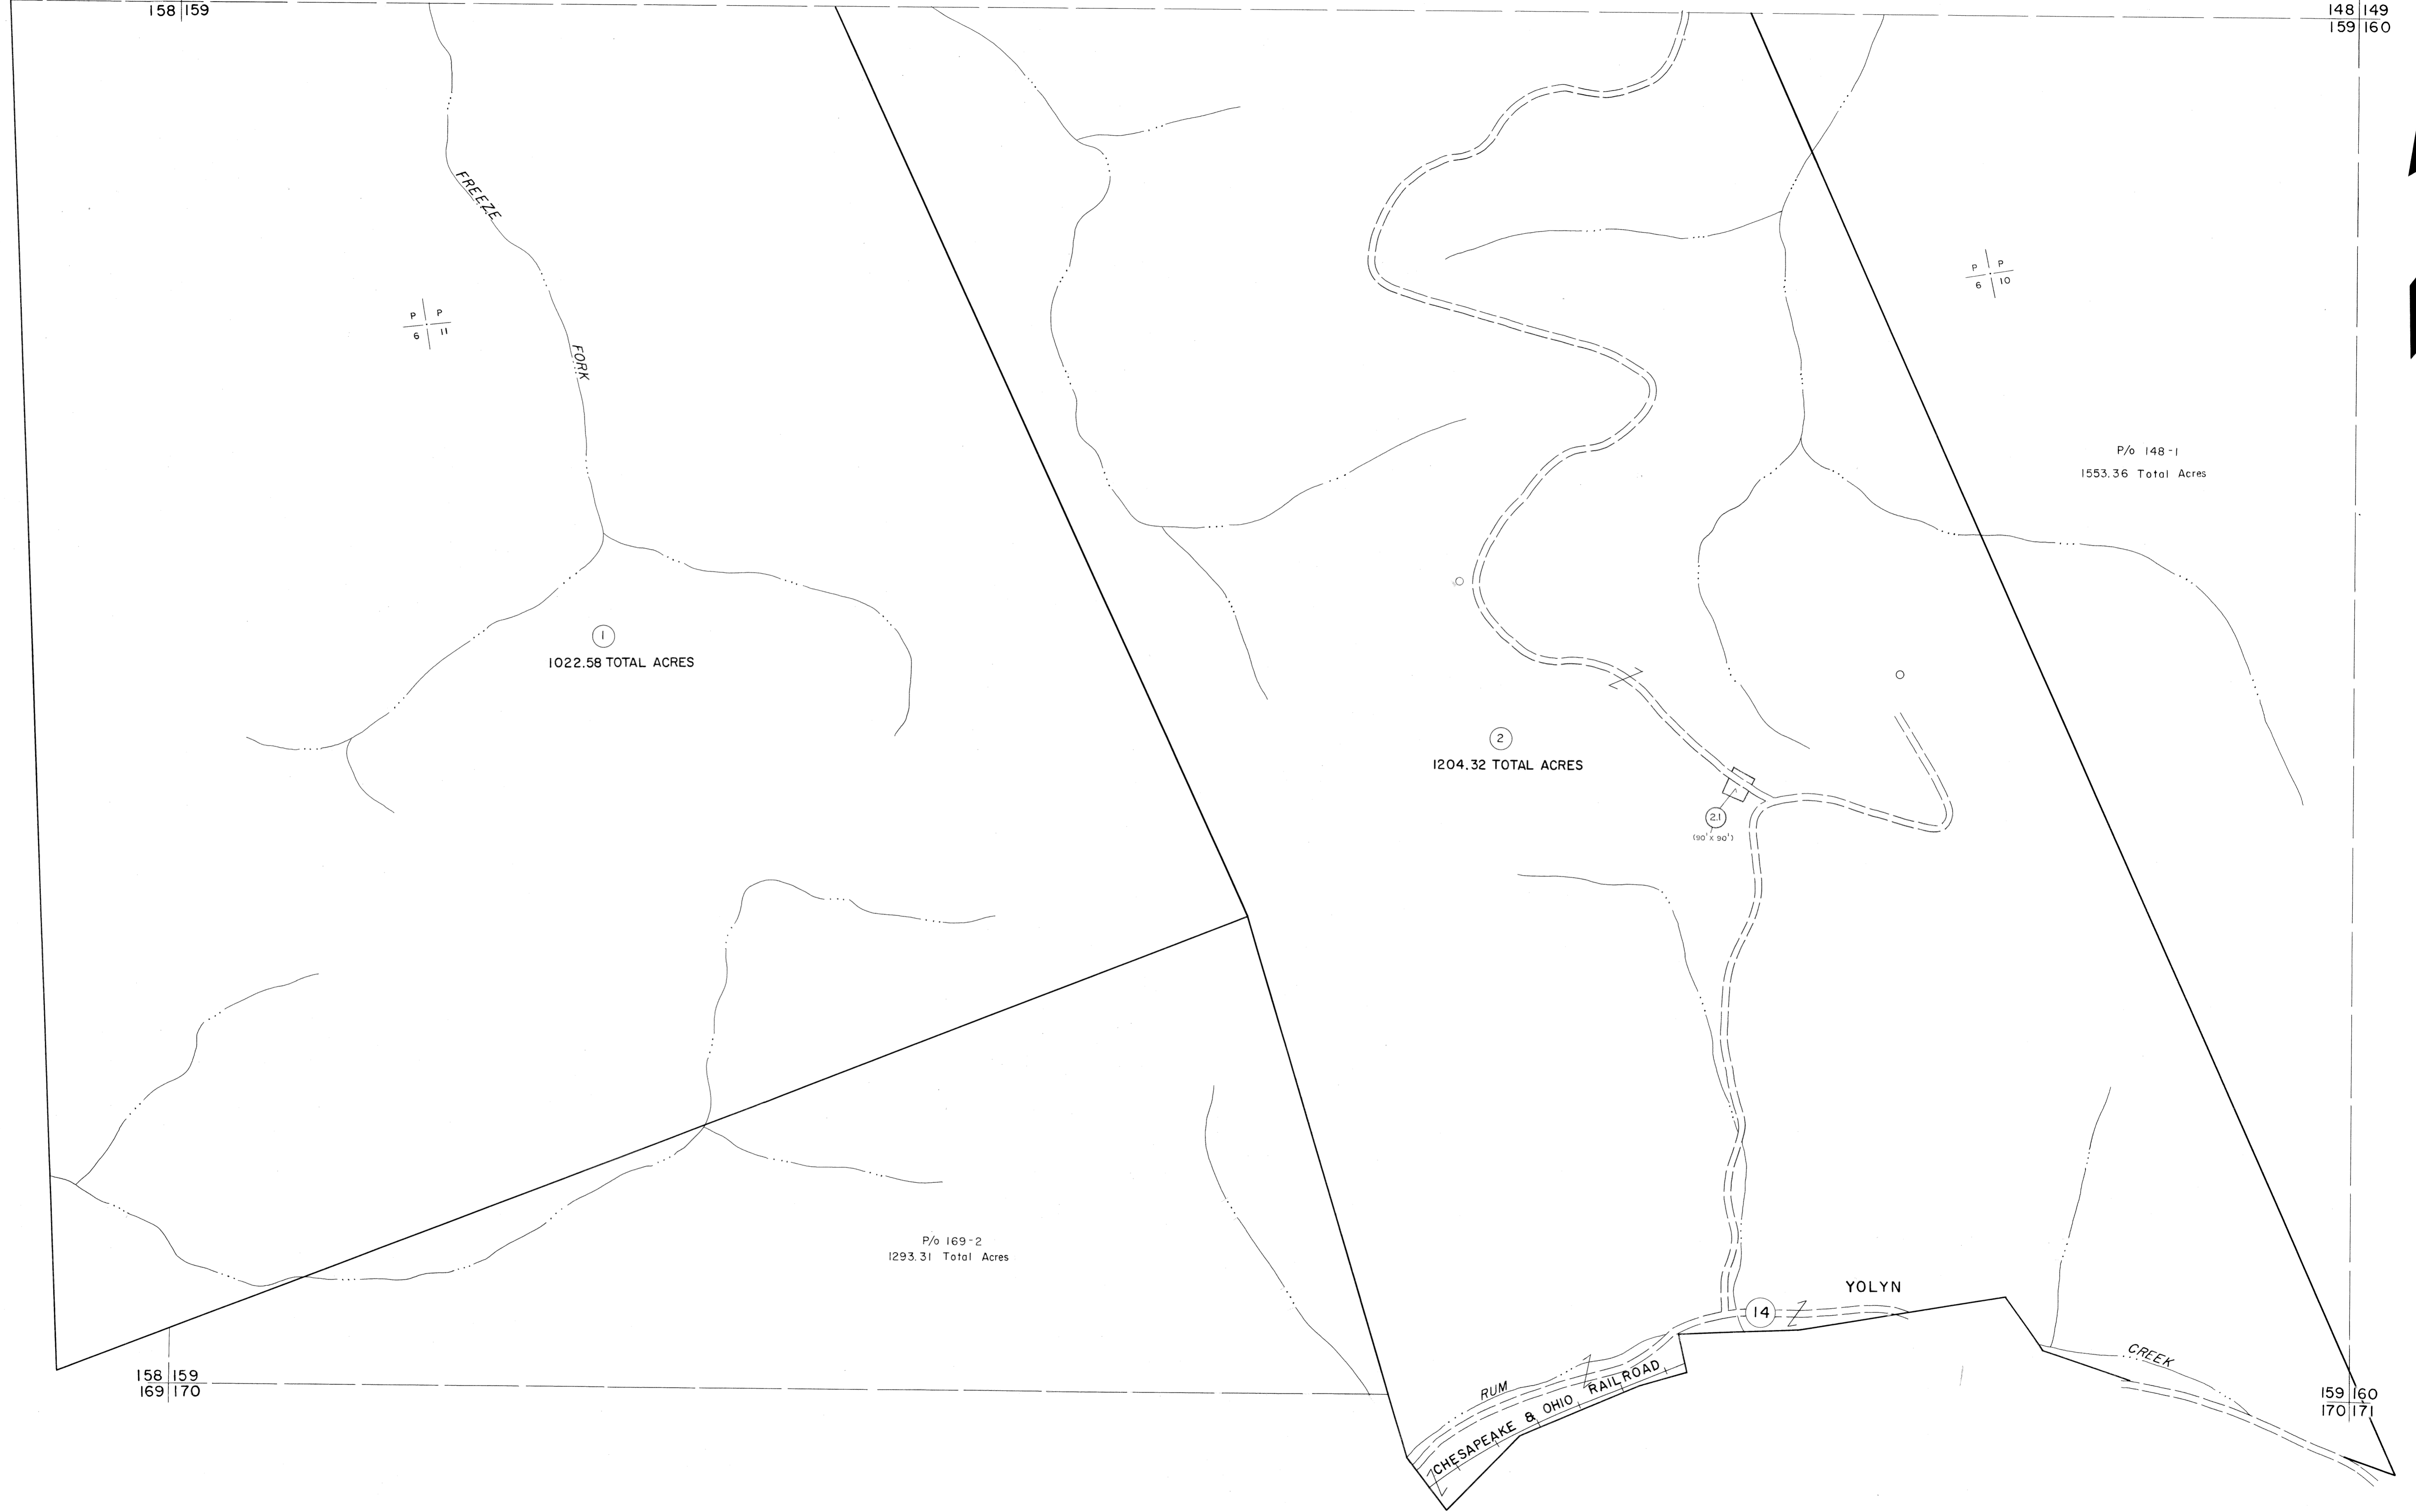 158 159
148 149
159 160
FREEZE
FORK
P P
6 11
P P
6 10
P/o 148-1
1553.36 Total Acres
1
1022.58 TOTAL ACRES
2
1204.32 TOTAL ACRES
2.1
(90' X 90')
P/o 169-2
1293.31 Total Acres
YOLYN
14
RUM
CREEK
CHESAPEAKE & OHIO RAILROAD
158 159
169 170
159 160
170 171